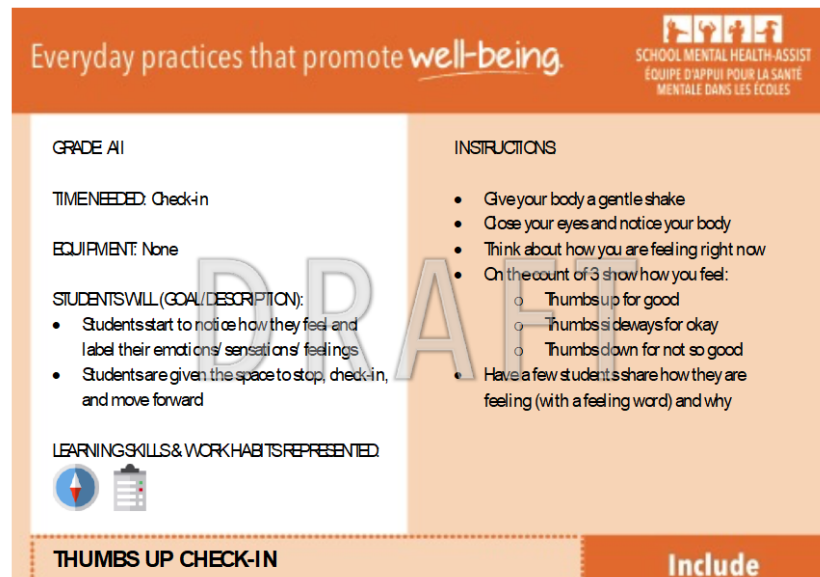 Everyday practices that promote well-being.
SCHOOL MENTAL HEALTH-ASSIST
ÉQUIPE D'APPUI POUR LA SANTÉ
MENTALE DANS LES ÉCOLES
GRADE: All
TIME NEEDED: Check-in
EQUIPMENT: None
STUDENTS WILL (GOAL/DESCRIPTION):
• Students start to notice how they feel and
label their emotions/ sensations/ feelings
• Students are given the space to stop, check-in,
and move forward
LEARNING SKILLS & WORK HABITS REPRESENTED:
INSTRUCTIONS:
• Give your body a gentle shake
• Close your eyes and notice your body
• Think about how you are feeling right now
• On the count of 3 show how you feel:
o Thumbs up for good
o Thumbs sideways for okay
o Thumbs down for not so good
• Have a few students share how they are
feeling (with a feeling word) and why
DRAFT
THUMBS UP CHECK-IN
Include